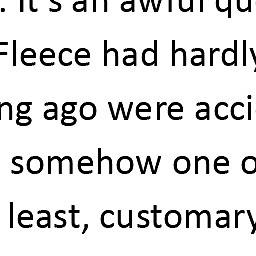 . It's an awful qu
Fleece had hardly
ng ago were acci
somehow one o
least, customary